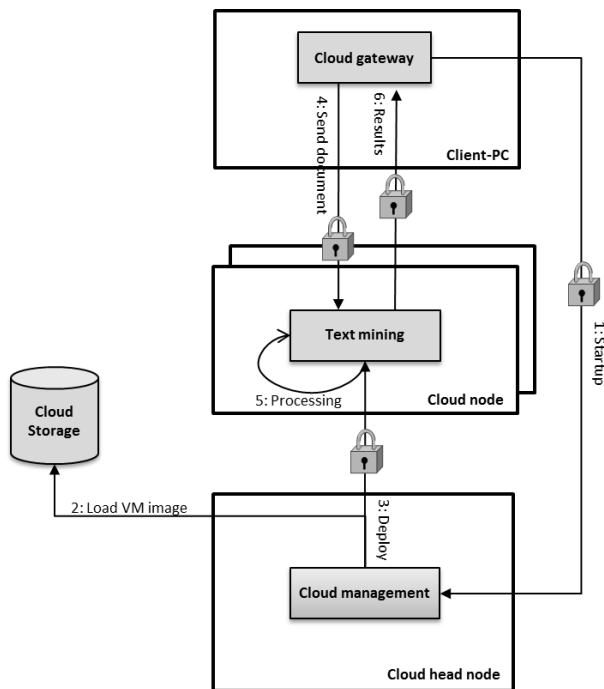 Cloud gateway
4: Send document
6: Results
Client-PC
1: Startup
Text mining
5: Processing
Cloud node
Cloud
Storage
2: Load VM image
3: Deploy
Cloud management
Cloud head node